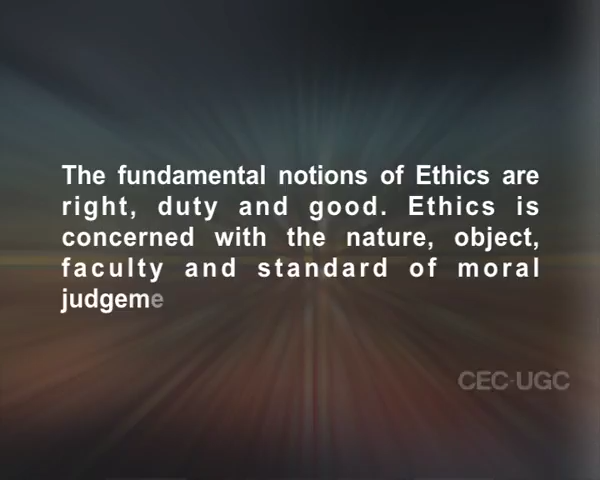 The fundamental notions of Ethics are
right, duty and good. Ethics is
concerned with the nature, object,
faculty and standard of moral
judgeme
CEC-UGC